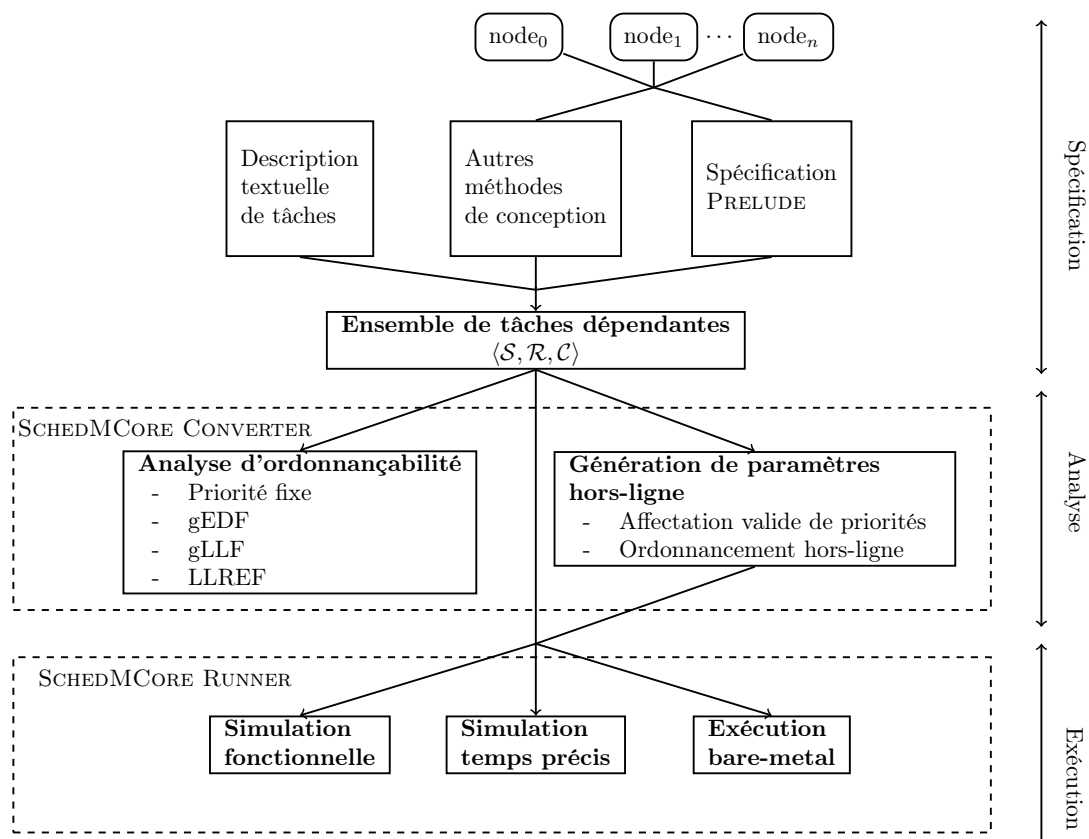 node0
node1
···
noden
Description
textuelle
de tâches
Autres
méthodes
de conception
Spécification
PRELUDE
Spécification
Ensemble de tâches dépendantes
⟨S, R, C⟩
SCHEDMCORE CONVERTER
Analyse d'ordonnançabilité
- Priorité fixe
- gEDF
- gLLF
- LLREF
Génération de paramètres
hors-ligne
- Affectation valide de priorités
- Ordonnancement hors-ligne
Analyse
SCHEDMCORE RUNNER
Simulation
fonctionnelle
Simulation
temps précis
Exécution
bare-metal
Exécution